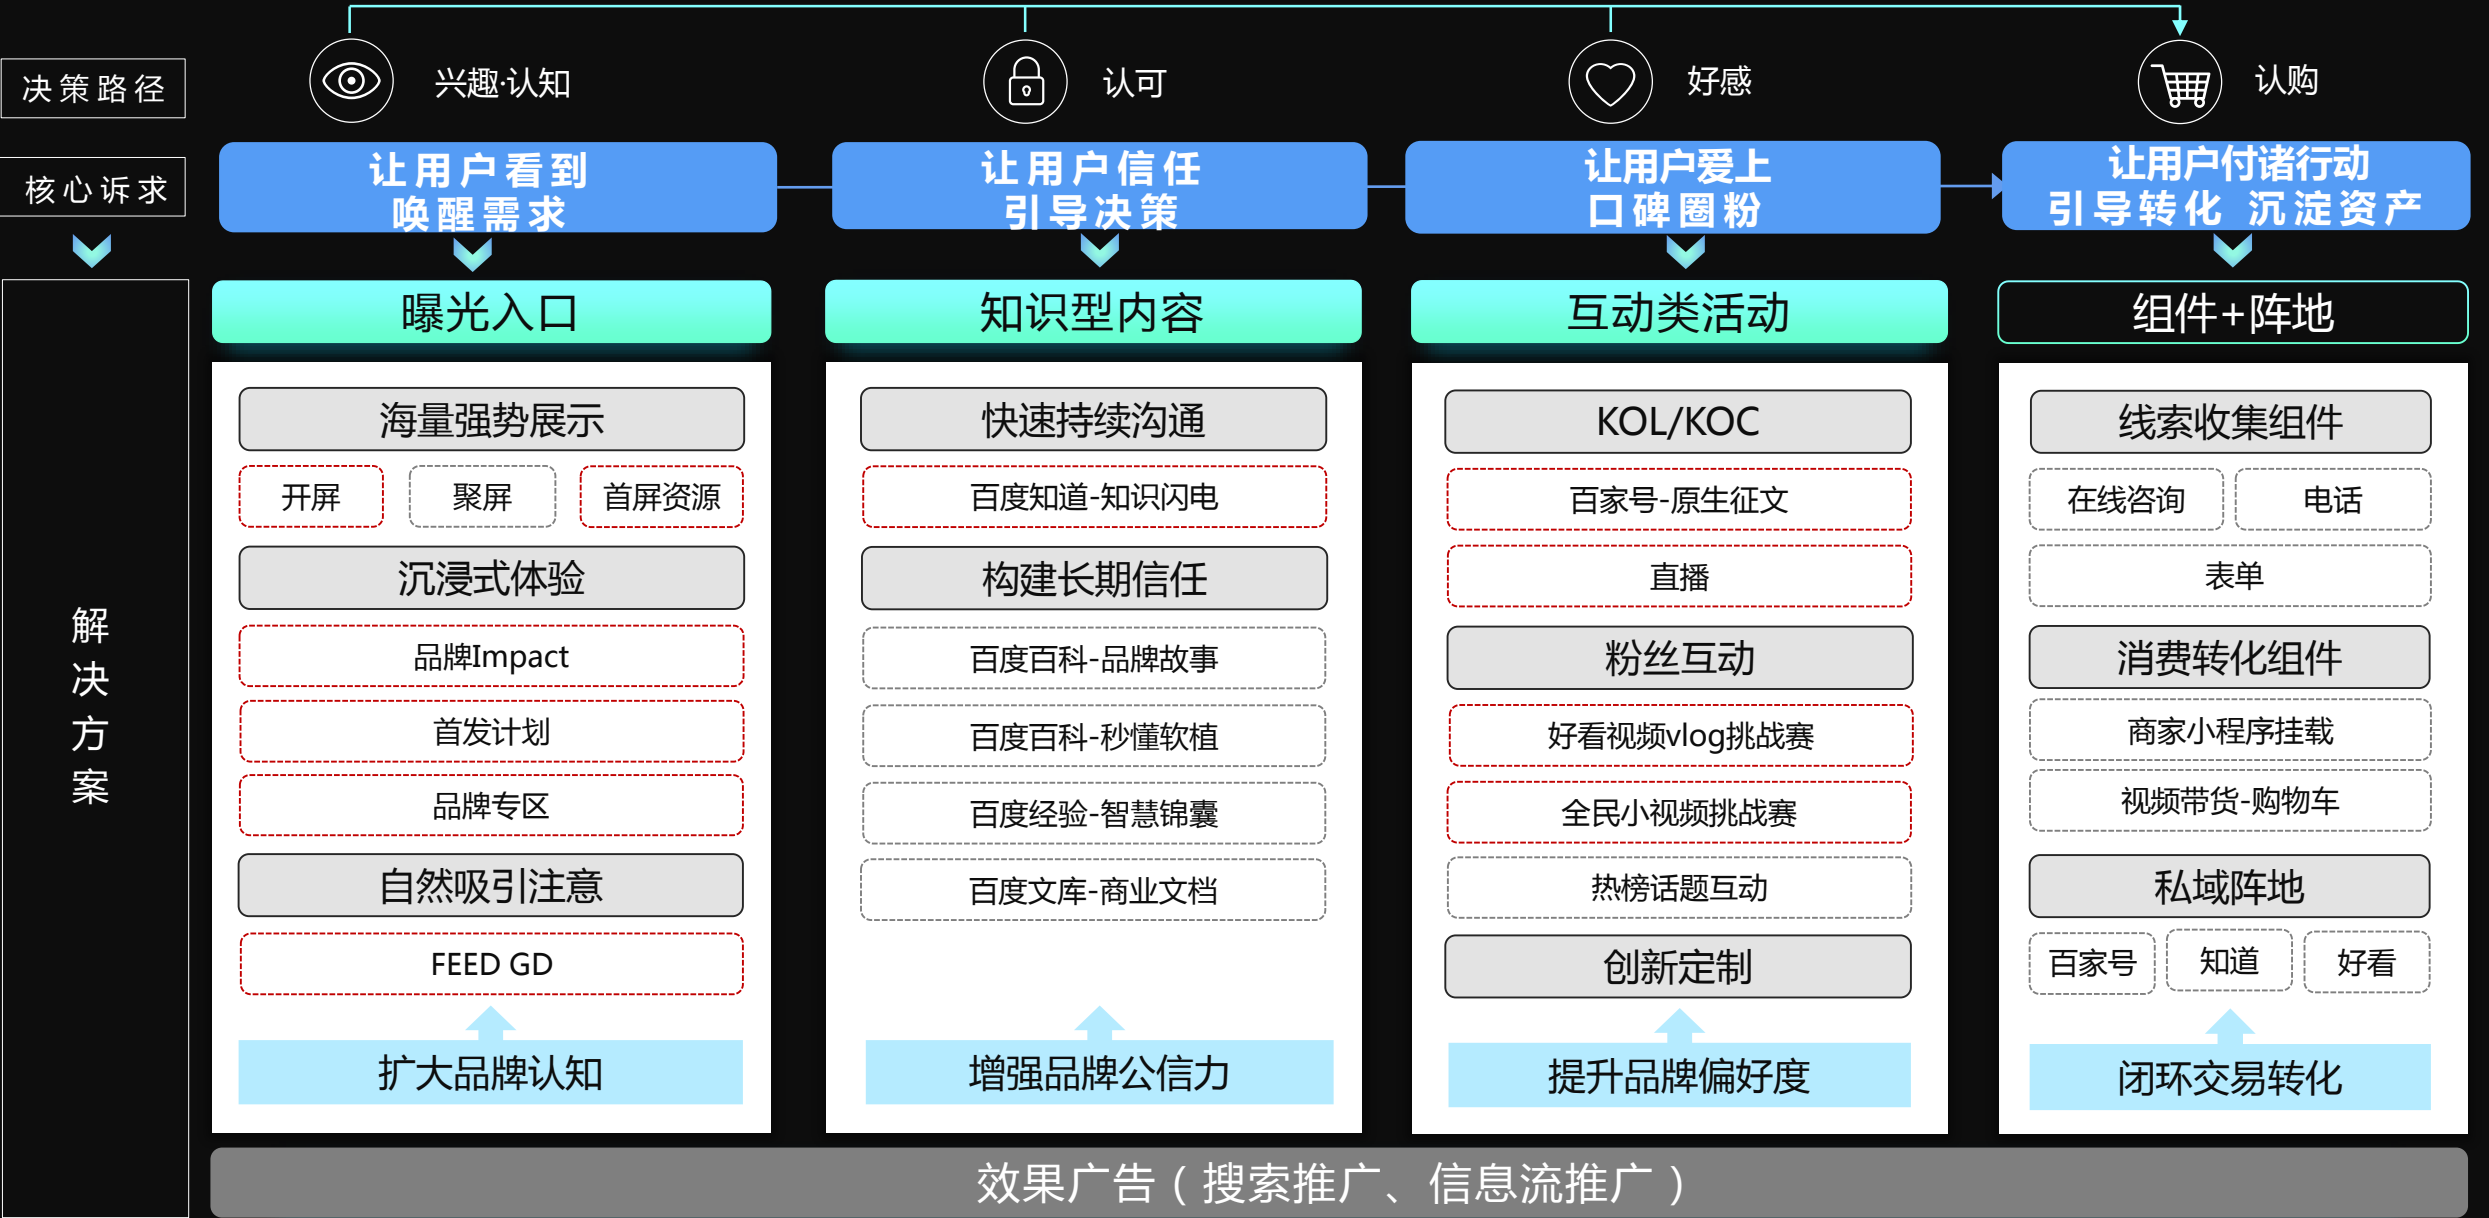 决策路径
兴趣·认知
认可
好感
认购
核心诉求
让用户看到
唤醒需求
让用户信任
引导决策
让用户爱上
口碑圈粉
让用户付诸行动
引导转化 沉淀资产
解
决
方
案
曝光入口
海量强势展示
开屏
聚屏
首屏资源
沉浸式体验
品牌Impact
首发计划
品牌专区
自然吸引注意
FEED GD
扩大品牌认知
知识型内容
快速持续沟通
百度知道-知识闪电
构建长期信任
百度百科-品牌故事
百度百科-秒懂软植
百度经验-智慧锦囊
百度文库-商业文档
增强品牌公信力
互动类活动
KOL/KOC
百家号-原生征文
直播
粉丝互动
好看视频vlog挑战赛
全民小视频挑战赛
热榜话题互动
创新定制
提升品牌偏好度
组件+阵地
线索收集组件
在线咨询
电话
表单
消费转化组件
商家小程序挂载
视频带货-购物车
私域阵地
百家号
知道
好看
闭环交易转化
效果广告（搜索推广、信息流推广）